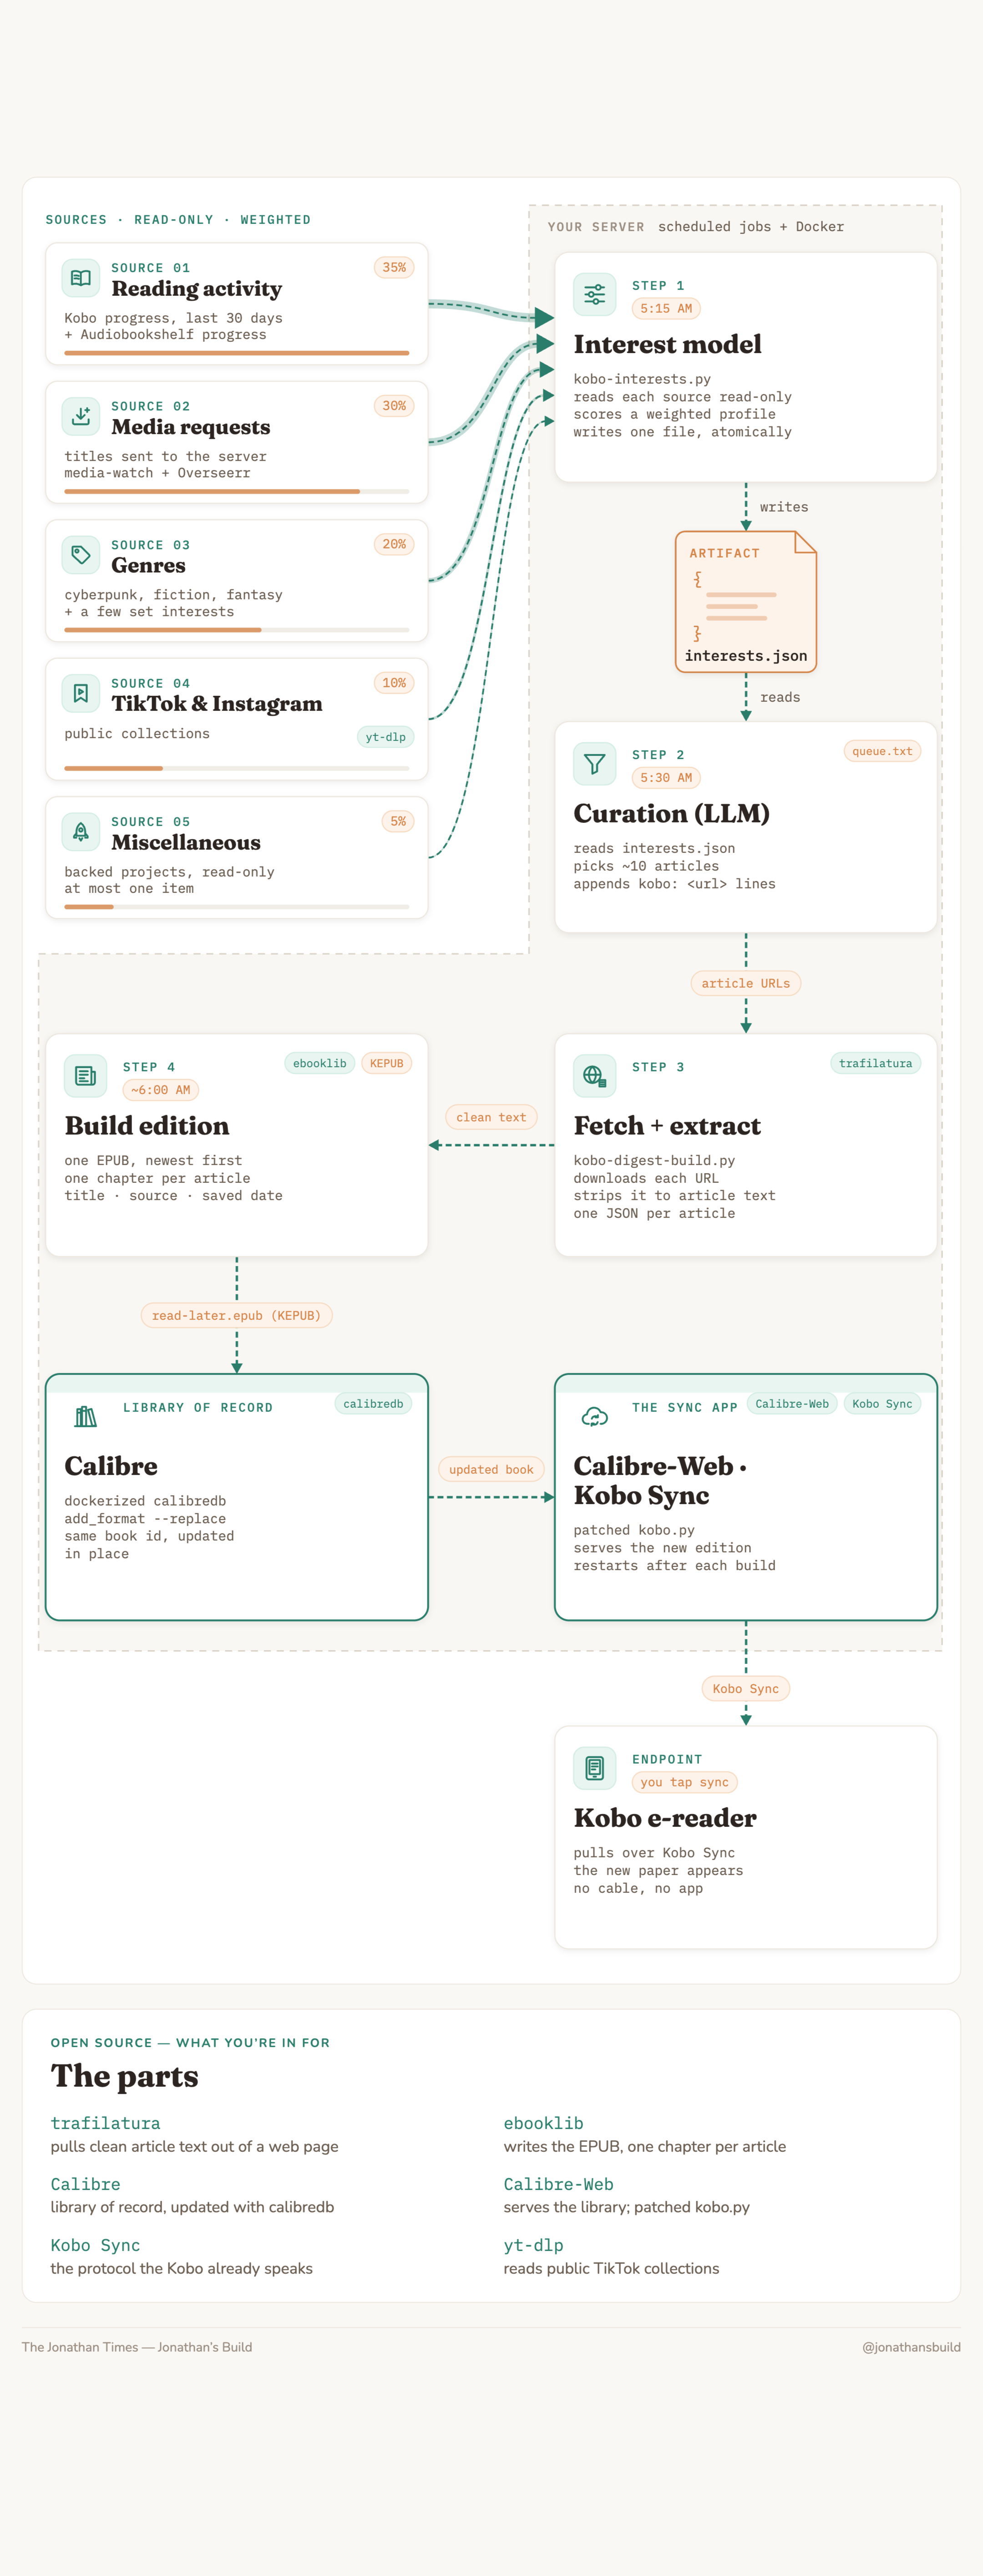 SOURCES · READ-ONLY · WEIGHTED
SOURCE 01
35%
Reading activity
Kobo progress, last 30 days
+ Audiobookshelf progress
SOURCE 02
30%
Media requests
titles sent to the server
media-watch + Overseerr
SOURCE 03
20%
Genres
cyberpunk, fiction, fantasy
+ a few set interests
SOURCE 04
10%
TikTok & Instagram
public collections
yt-dlp
SOURCE 05
5%
Miscellaneous
backed projects, read-only
at most one item
YOUR SERVER scheduled jobs + Docker
STEP 1
5:15 AM
Interest model
kobo-interests.py
reads each source read-only
scores a weighted profile
writes one file, atomically
writes
ARTIFACT
{
}
interests.json
reads
STEP 2
queue.txt
5:30 AM
Curation (LLM)
reads interests.json
picks ~10 articles
appends kobo: <url> lines
article URLs
STEP 3
trafilatura
Fetch + extract
kobo-digest-build.py
downloads each URL
strips it to article text
one JSON per article
clean text
STEP 4
ebooklib
KEPUB
~6:00 AM
Build edition
one EPUB, newest first
one chapter per article
title · source · saved date
read-later.epub (KEPUB)
LIBRARY OF RECORD
calibredb
Calibre
dockerized calibredb
add_format --replace
same book id, updated
in place
updated book
THE SYNC APP
Calibre-Web
Kobo Sync
Calibre-Web ·
Kobo Sync
patched kobo.py
serves the new edition
restarts after each build
Kobo Sync
ENDPOINT
you tap sync
Kobo e-reader
pulls over Kobo Sync
the new paper appears
no cable, no app
OPEN SOURCE — WHAT YOU'RE IN FOR
The parts
trafilatura
pulls clean article text out of a web page
ebooklib
writes the EPUB, one chapter per article
Calibre
library of record, updated with calibredb
Calibre-Web
serves the library; patched kobo.py
Kobo Sync
the protocol the Kobo already speaks
yt-dlp
reads public TikTok collections
The Jonathan Times — Jonathan's Build
@jonathansbuild